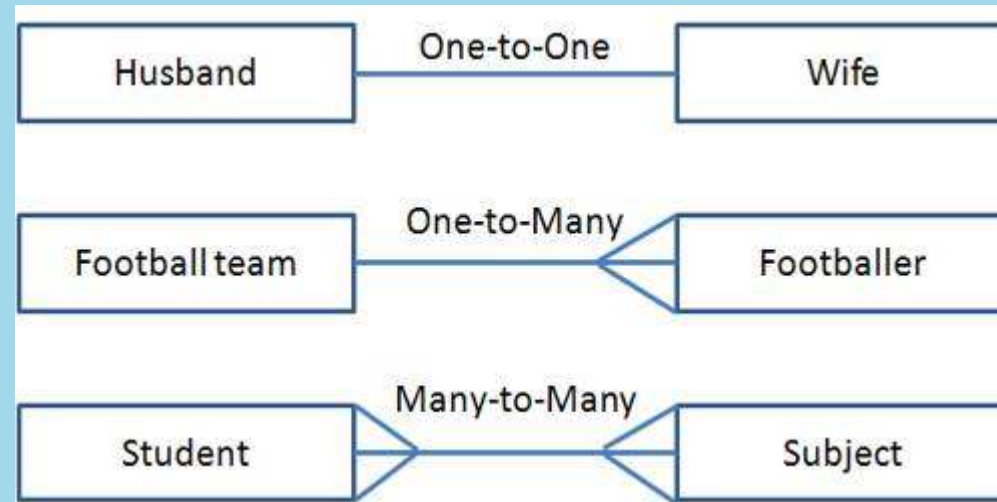 One-to-One
Husband
Wife
One-to-Many
Football team
Footballer
Many-to-Many
Student
Subject